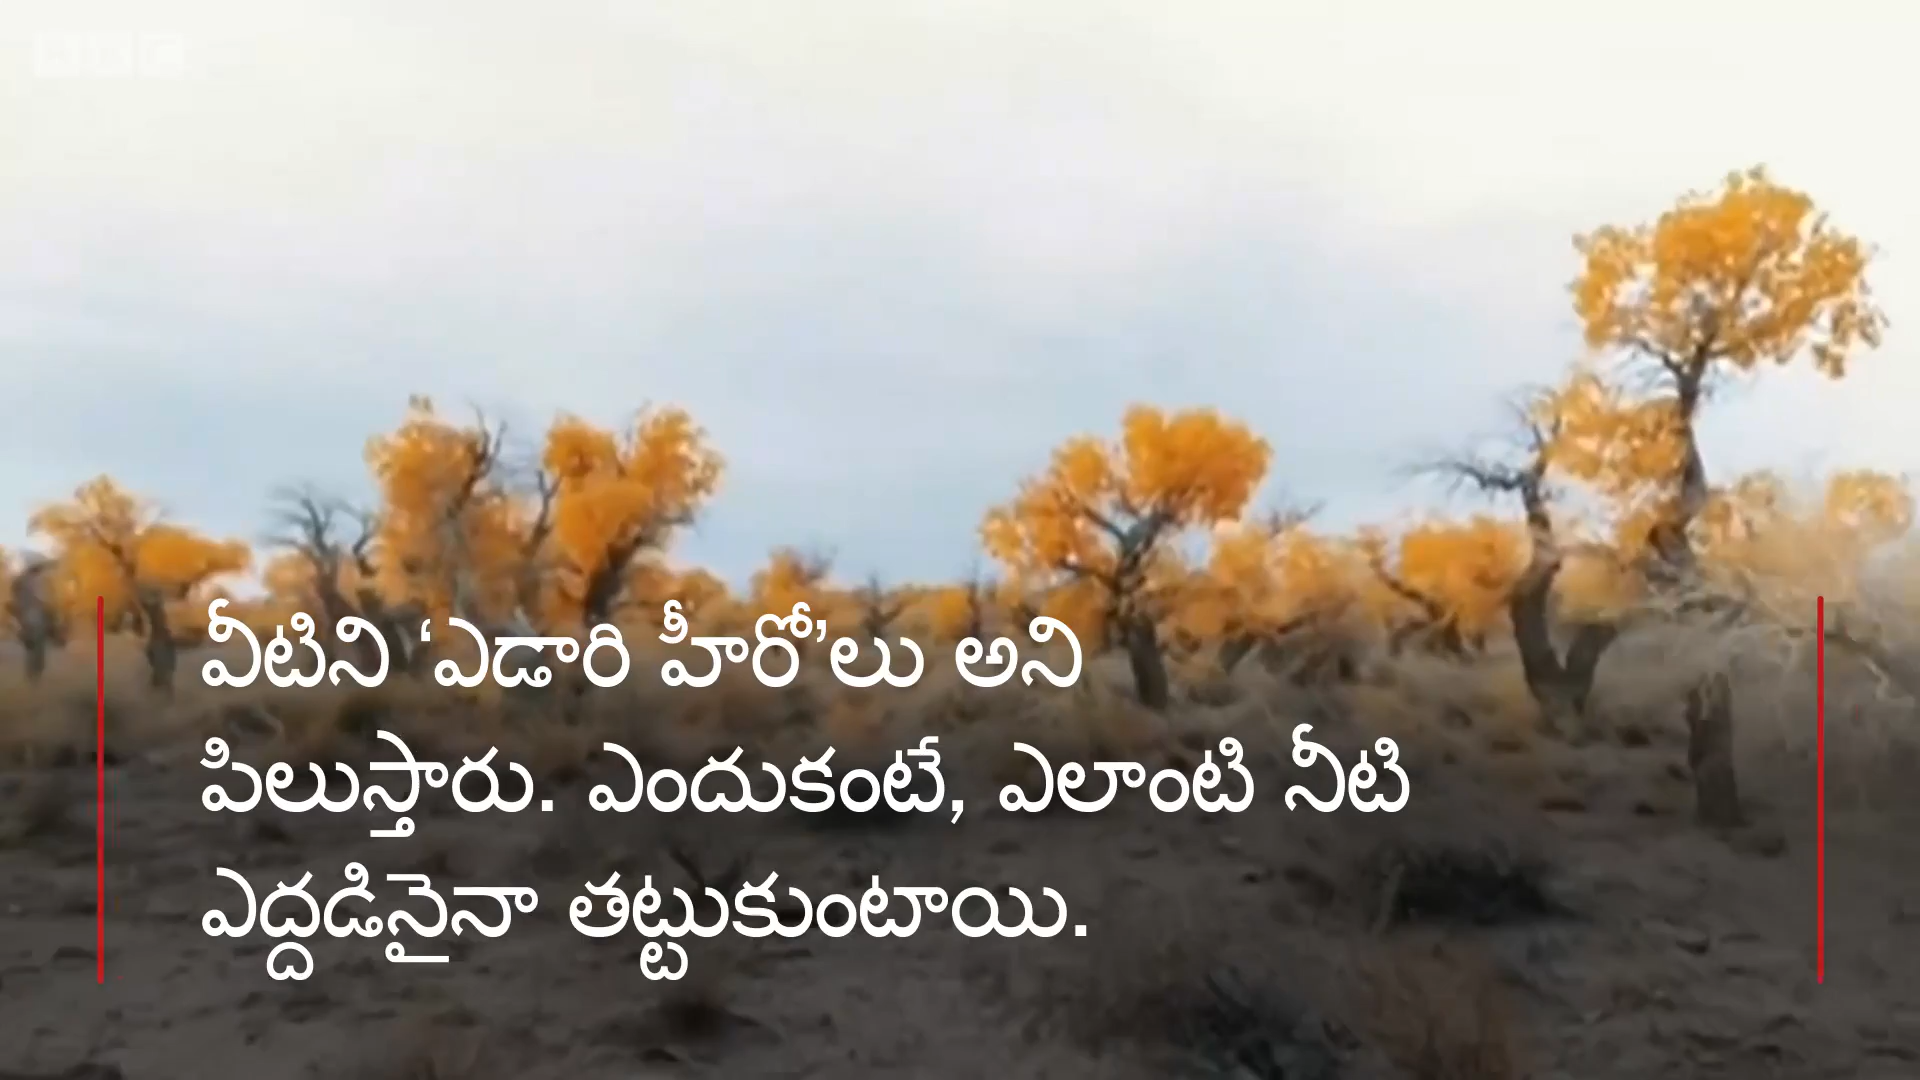 వీటిని ‘ఎడారి హీరో’లు అని
పిలుస్తారు. ఎందుకంటే, ఎలాంటి నీటి
ఎద్దడినైనా తట్టుకుంటాయి.